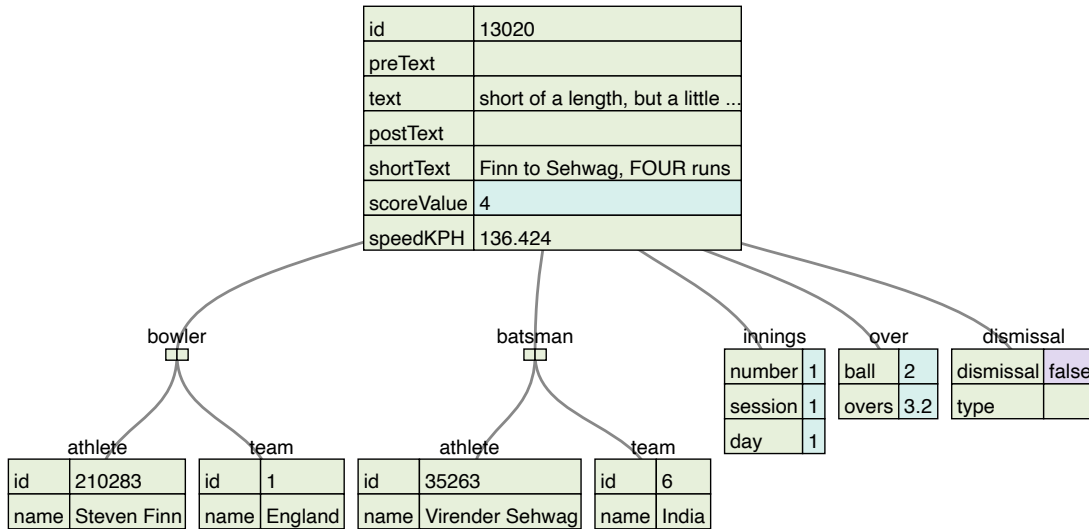 id 13020
preText
text short of a length, but a little ...
postText
shortText Finn to Sehwag, FOUR runs
scoreValue 4
speedKPH 136.424
bowler
batsman
innings
number 1
session 1
day 1
over
ball 2
overs 3.2
dismissal
dismissal false
type
athlete
id 210283
name Steven Finn
team
id 1
name England
athlete
id 35263
name Virender Sehwag
team
id 6
name India